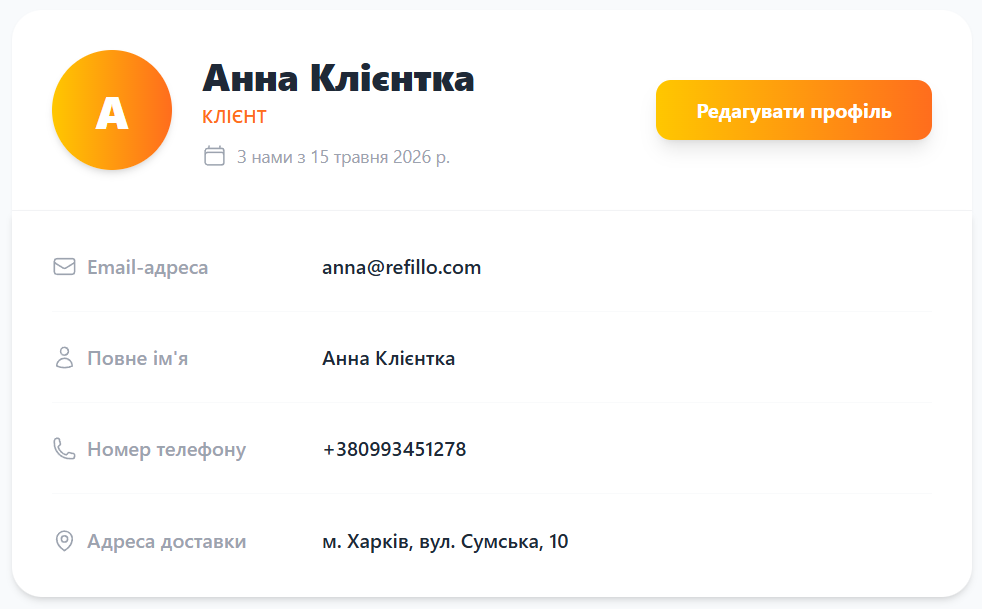 А
Анна Клієнтка
КЛІЄНТ
З нами з 15 травня 2026 р.
Редагувати профіль
Email-адреса
anna@refillo.com
Повне ім'я
Анна Клієнтка
Номер телефону
+380993451278
Адреса доставки
м. Харків, вул. Сумська, 10